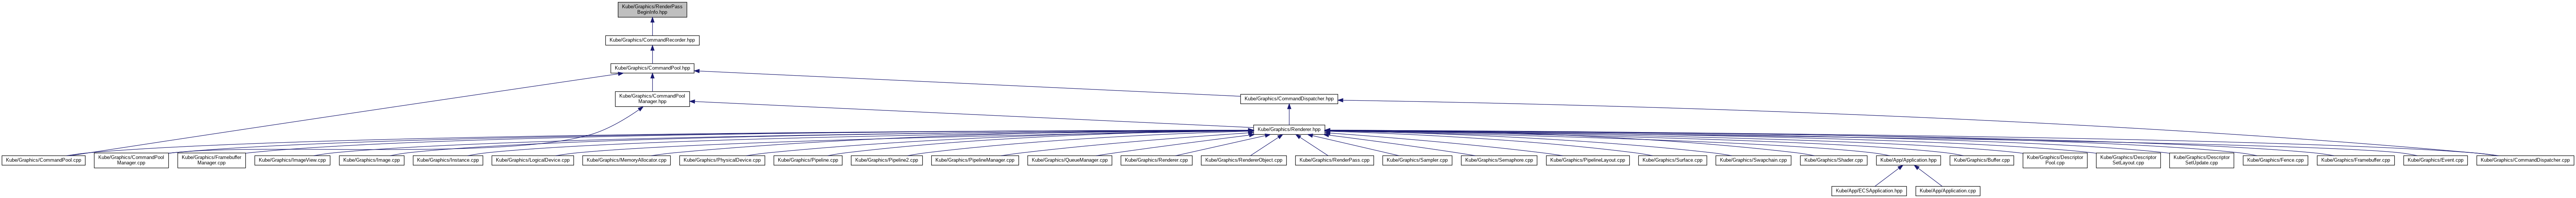 Kube/Graphics/RenderPass
BeginInfo.hpp
Kube/Graphics/CommandRecorder.hpp
Kube/Graphics/CommandPool.hpp
Kube/Graphics/CommandPool
Manager.hpp
Kube/Graphics/CommandDispatcher.hpp
Kube/Graphics/Renderer.hpp
Kube/Graphics/CommandPool.cpp
Kube/Graphics/CommandPool
Manager.cpp
Kube/Graphics/Framebuffer
Manager.cpp
Kube/Graphics/ImageView.cpp
Kube/Graphics/Image.cpp
Kube/Graphics/Instance.cpp
Kube/Graphics/LogicalDevice.cpp
Kube/Graphics/MemoryAllocator.cpp
Kube/Graphics/PhysicalDevice.cpp
Kube/Graphics/Pipeline.cpp
Kube/Graphics/Pipeline2.cpp
Kube/Graphics/PipelineManager.cpp
Kube/Graphics/QueueManager.cpp
Kube/Graphics/Renderer.cpp
Kube/Graphics/RendererObject.cpp
Kube/Graphics/RenderPass.cpp
Kube/Graphics/Sampler.cpp
Kube/Graphics/Semaphore.cpp
Kube/Graphics/PipelineLayout.cpp
Kube/Graphics/Surface.cpp
Kube/Graphics/Swapchain.cpp
Kube/Graphics/Shader.cpp
Kube/App/Application.hpp
Kube/Graphics/Buffer.cpp
Kube/Graphics/Descriptor
Pool.cpp
Kube/Graphics/Descriptor
SetLayout.cpp
Kube/Graphics/Descriptor
SetUpdate.cpp
Kube/Graphics/Fence.cpp
Kube/Graphics/Framebuffer.cpp
Kube/Graphics/Event.cpp
Kube/Graphics/CommandDispatcher.cpp
Kube/App/ECSApplication.hpp
Kube/App/Application.cpp